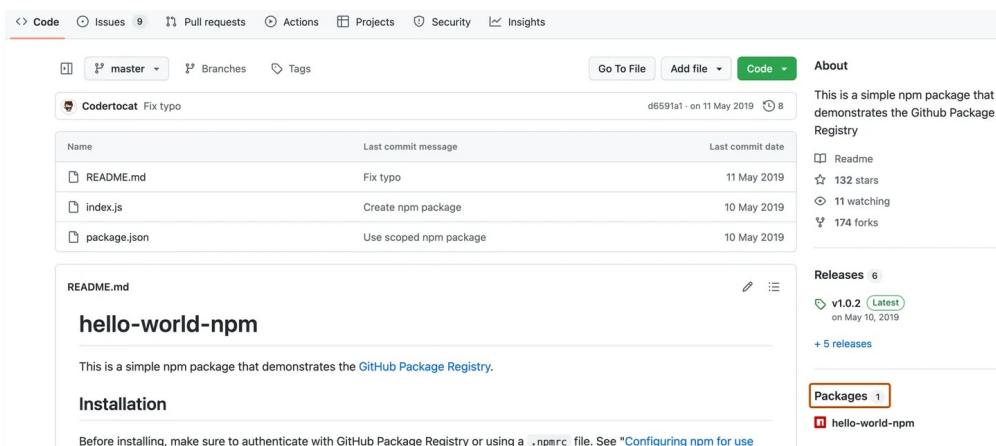 Code Issues 9 Pull requests Actions Projects Security Insights
master Branches Tags Go To File Add file Code
Codertocat Fix typo d6591a1 · on 11 May 2019 8
Name Last commit message Last commit date
README.md Fix typo 11 May 2019
index.js Create npm package 10 May 2019
package.json Use scoped npm package 10 May 2019
README.md
hello-world-npm
This is a simple npm package that demonstrates the GitHub Package Registry.
Installation
Before installing, make sure to authenticate with GitHub Package Registry or using a .npmrc file. See "Configuring npm for use
About
This is a simple npm package that
demonstrates the Github Package
Registry
Readme
132 stars
11 watching
174 forks
Releases 6
v1.0.2 Latest
on May 10, 2019
+ 5 releases
Packages 1
hello-world-npm